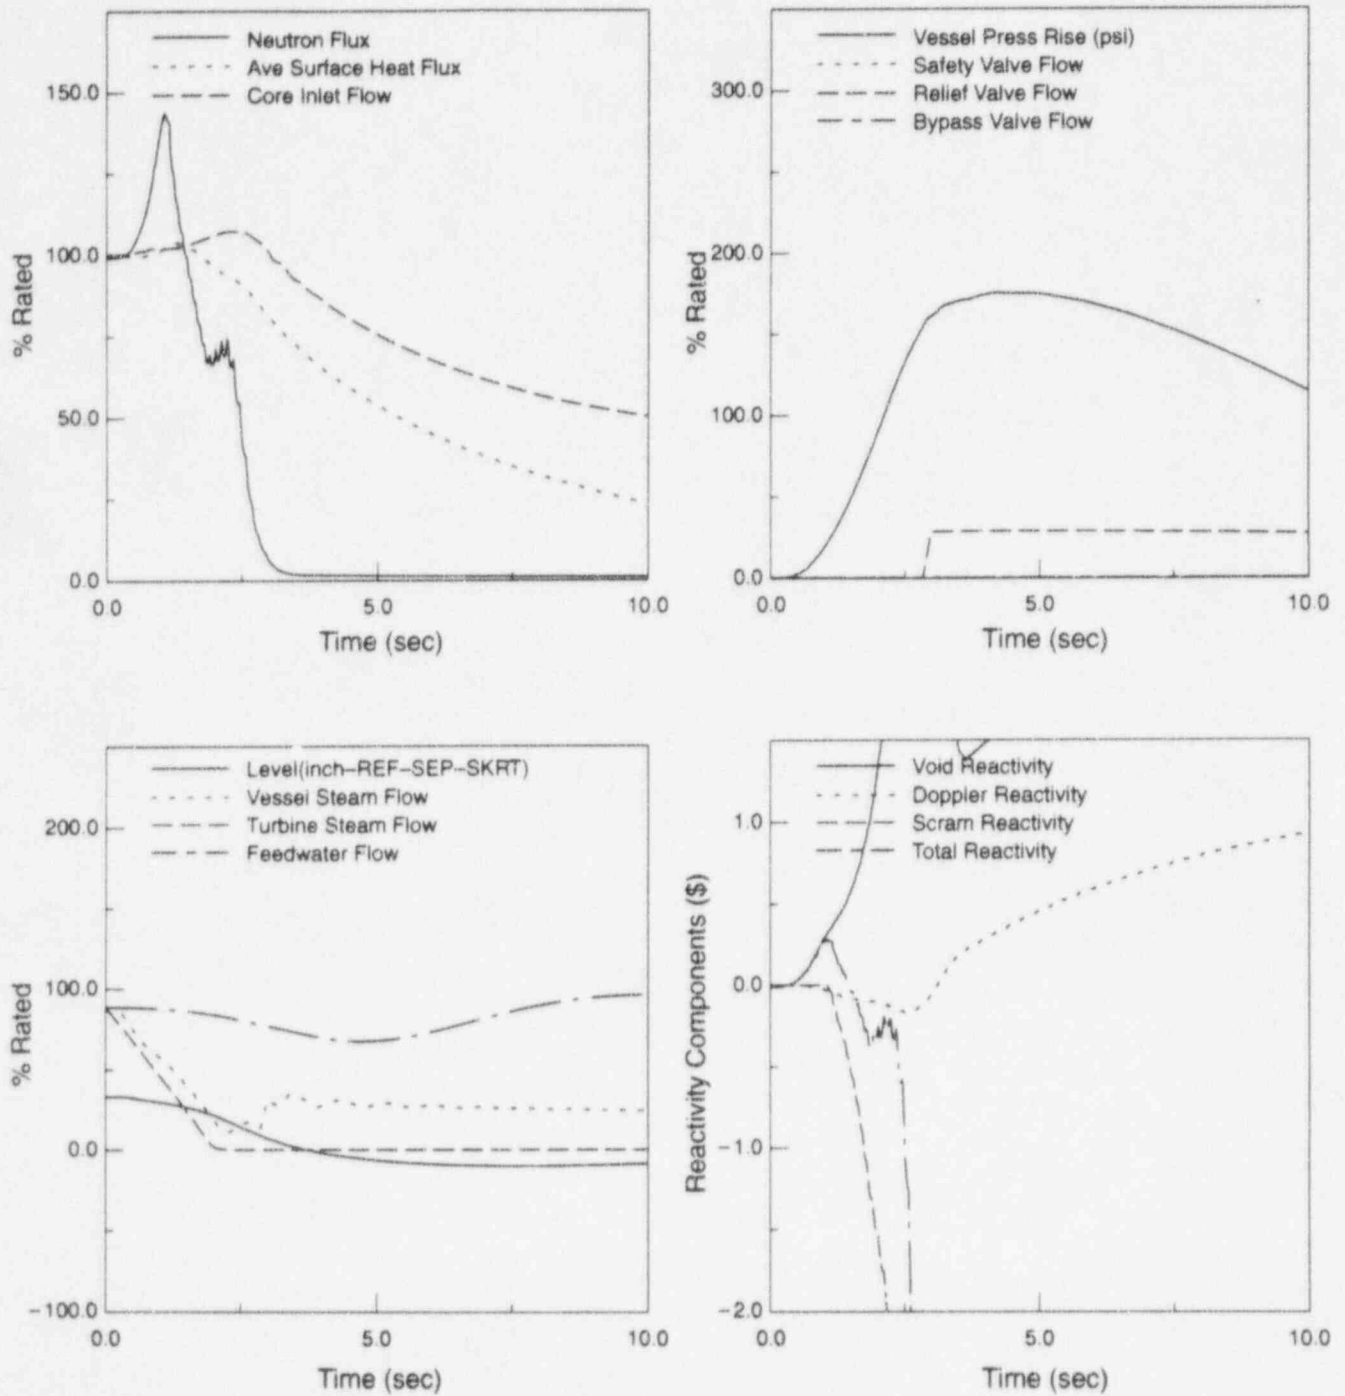 Neutron Flux
Ave Surface Heat Flux
Core Inlet Flow
150.0
100.0
50.0
0.0
% Rated
0.0 5.0 10.0
Time (sec)
Vessel Press Rise (psi)
Safety Valve Flow
Relief Valve Flow
Bypass Valve Flow
300.0
200.0
100.0
0.0
% Rated
0.0 5.0 10.0
Time (sec)
Level(inch-REF-SEP-SKRT)
Vessel Steam Flow
Turbine Steam Flow
Feedwater Flow
200.0
100.0
0.0
-100.0
% Rated
0.0 5.0 10.0
Time (sec)
Void Reactivity
Doppler Reactivity
Scram Reactivity
Total Reactivity
1.0
0.0
-1.0
-2.0
Reactivity Components ($)
0.0 5.0 10.0
Time (sec)